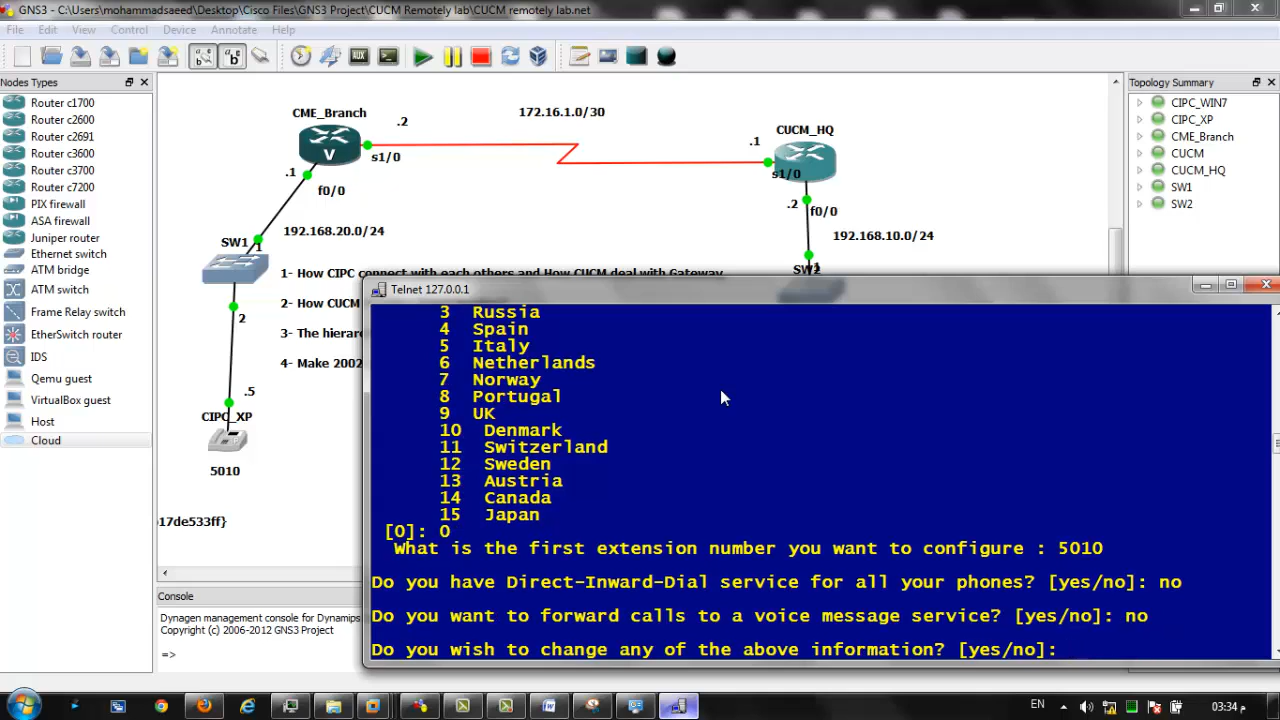 GNS3 - C:\Users\mohammadsaeed\Desktop\Cisco Files\GNS3 Project\CUCM Remotely lab\CUCM remotely lab.net
File Edit View Control Device Annotate Help
Nodes Types
Router c1700
Router c2600
Router c2691
Router c3600
Router c3700
Router c7200
PIX firewall
ASA firewall
Juniper router
Ethernet switch
ATM bridge
ATM switch
Frame Relay switch
EtherSwitch router
IDS
Qemu guest
VirtualBox guest
Host
Cloud
CME_Branch
.2
172.16.1.0/30
CUCM_HQ
.1
V
s1/0
s1/0
.1
f0/0
.2
f0/0
192.168.20.0/24
192.168.10.0/24
SW1
1
SW2
1- How CIPC connect with each others and How CUCM deal with Gateway
2- How CUCM
2
3- The hierar
4- Make 2002
.5
CIPC_XP
5010
17de533ff}
Topology Summary
CIPC_WIN7
CIPC_XP
CME_Branch
CUCM
CUCM_HQ
SW1
SW2
Console
Dynagen management console for Dynamips
Copyright (c) 2006-2012 GNS3 Project
=>
Telnet 127.0.0.1
3 Russia
4 Spain
5 Italy
6 Netherlands
7 Norway
8 Portugal
9 UK
10 Denmark
11 Switzerland
12 Sweden
13 Austria
14 Canada
15 Japan
[0]: 0
What is the first extension number you want to configure : 5010
Do you have Direct-Inward-Dial service for all your phones? [yes/no]: no
Do you want to forward calls to a voice message service? [yes/no]: no
Do you wish to change any of the above information? [yes/no]:
EN
03:34 م